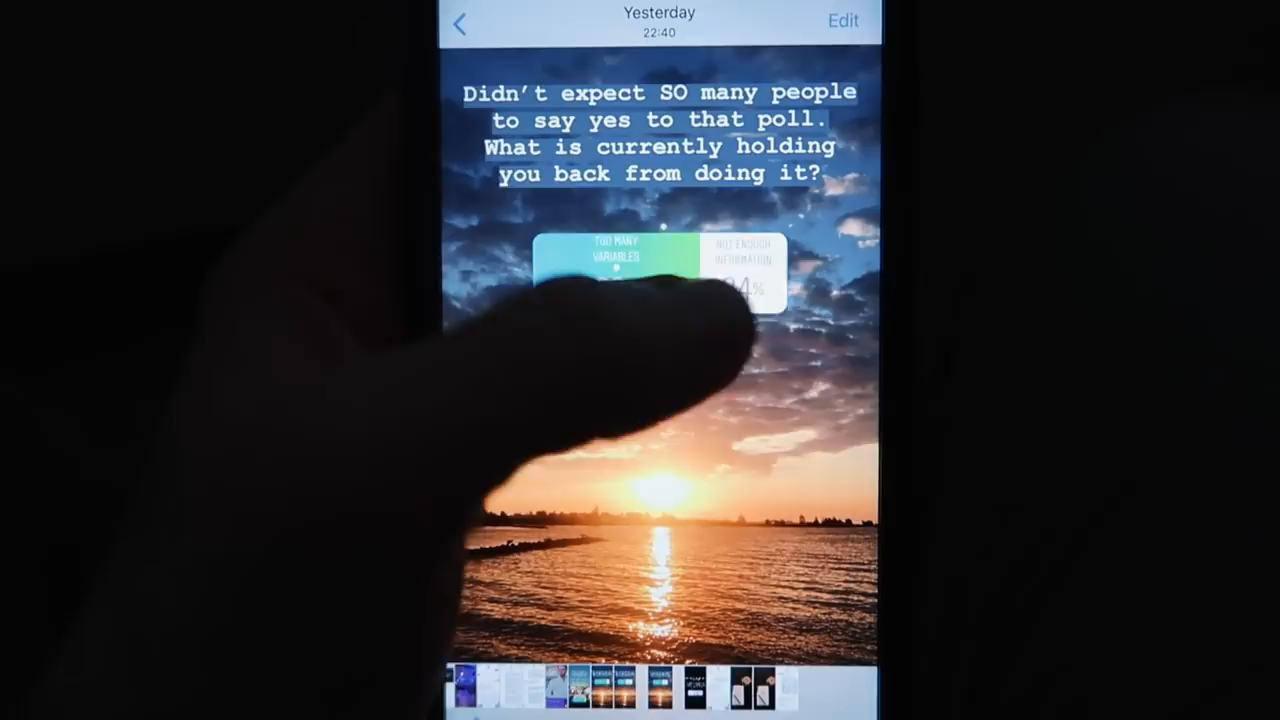 Yesterday
Edit
22:40
Didn't expect SO many people
to say yes to that poll.
What is currently holding
you back from doing it?
TOO MANY
VARIABLES
NOT ENOUGH
INFORMATION